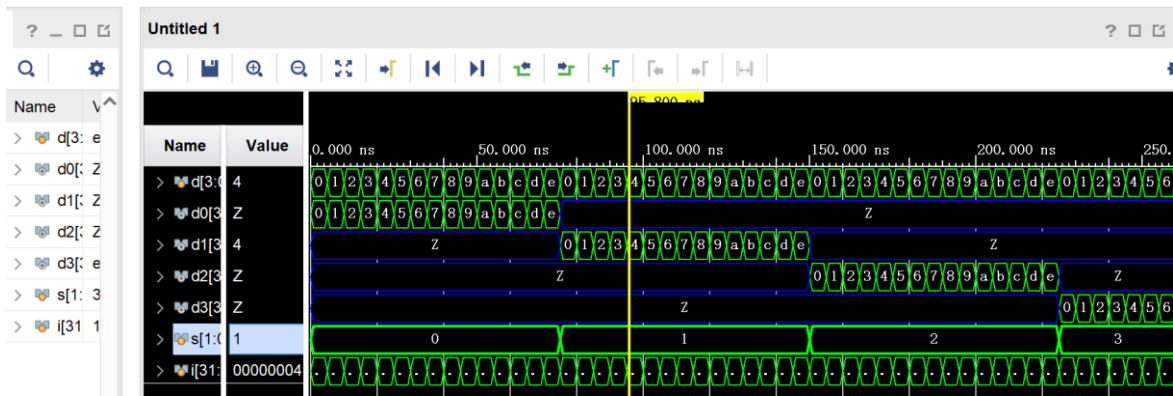 Untitled 1
Name V
d[3: e
d0[: Z
d1[: Z
d2[: Z
d3[: e
s[1: 3
i[31 1
95.800 ns
Name Value 0.000 ns 50.000 ns 100.000 ns 150.000 ns 200.000 ns 250.
d[3:( 4 0 1 2 3 4 5 6 7 8 9 a b c d e 0 1 2 3 4 5 6 7 8 9 a b c d e 0 1 2 3 4 5 6 7 8 9 a b c d e 0 1 2 3 4 5 6
d0[3 Z 0 1 2 3 4 5 6 7 8 9 a b c d e Z
d1[3 4 Z 0 1 2 3 4 5 6 7 8 9 a b c d e Z
d2[3 Z Z 0 1 2 3 4 5 6 7 8 9 a b c d e Z
d3[3 Z Z 0 1 2 3 4 5 6
s[1:( 1 0 1 2 3
i[31: 00000004